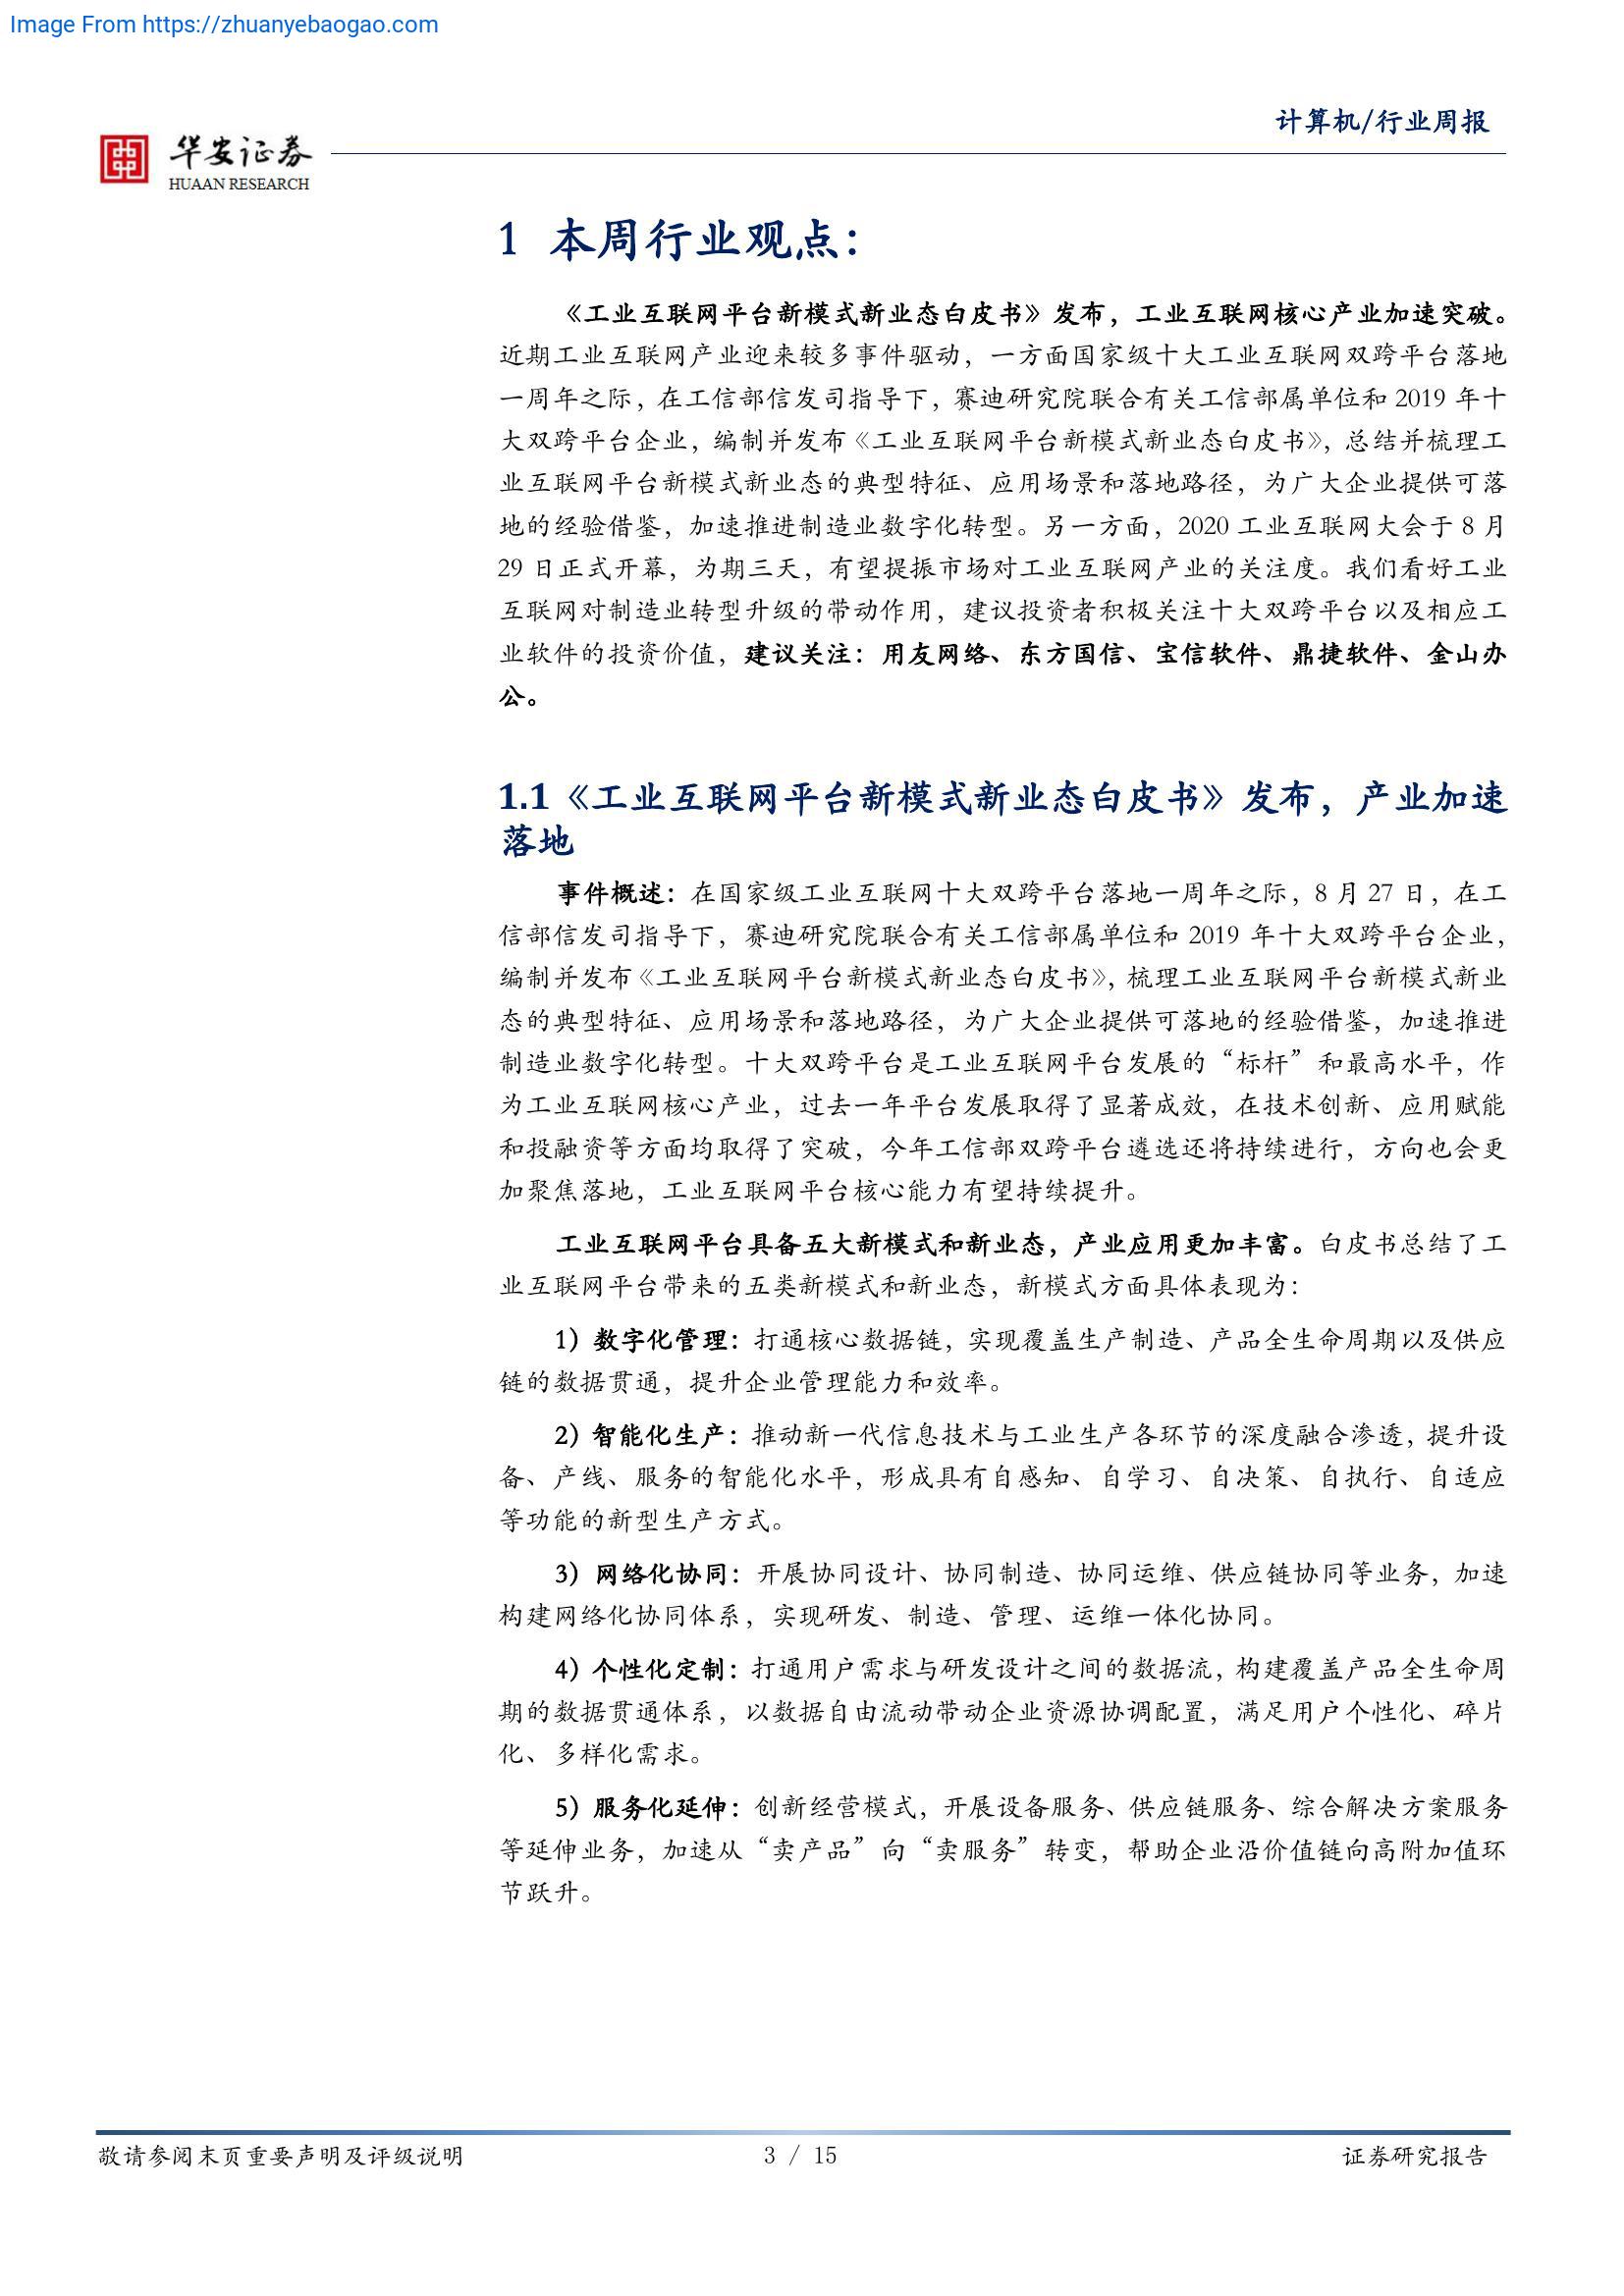 Image From https://zhuanyebaogao.com
计算机/行业周报
华安证券
HUAAN RESEARCH
1 本周行业观点：
《工业互联网平台新模式新业态白皮书》发布，工业互联网核心产业加速突破。
近期工业互联网产业迎来较多事件驱动，一方面国家级十大工业互联网双跨平台落地
一周年之际，在工信部信发司指导下，赛迪研究院联合有关工信部属单位和 2019 年十
大双跨平台企业，编制并发布《工业互联网平台新模式新业态白皮书》，总结并梳理工
业互联网平台新模式新业态的典型特征、应用场景和落地路径，为广大企业提供可落
地的经验借鉴，加速推进制造业数字化转型。另一方面，2020 工业互联网大会于 8 月
29 日正式开幕，为期三天，有望提振市场对工业互联网产业的关注度。我们看好工业
互联网对制造业转型升级的带动作用，建议投资者积极关注十大双跨平台以及相应工
业软件的投资价值，建议关注：用友网络、东方国信、宝信软件、鼎捷软件、金山办
公。
1.1《工业互联网平台新模式新业态白皮书》发布，产业加速
落地
事件概述：在国家级工业互联网十大双跨平台落地一周年之际，8 月 27 日，在工
信部信发司指导下，赛迪研究院联合有关工信部属单位和 2019 年十大双跨平台企业，
编制并发布《工业互联网平台新模式新业态白皮书》，梳理工业互联网平台新模式新业
态的典型特征、应用场景和落地路径，为广大企业提供可落地的经验借鉴，加速推进
制造业数字化转型。十大双跨平台是工业互联网平台发展的“标杆”和最高水平，作
为工业互联网核心产业，过去一年平台发展取得了显著成效，在技术创新、应用赋能
和投融资等方面均取得了突破，今年工信部双跨平台遴选还将持续进行，方向也会更
加聚焦落地，工业互联网平台核心能力有望持续提升。
工业互联网平台具备五大新模式和新业态，产业应用更加丰富。白皮书总结了工
业互联网平台带来的五类新模式和新业态，新模式方面具体表现为：
1）数字化管理：打通核心数据链，实现覆盖生产制造、产品全生命周期以及供应
链的数据贯通，提升企业管理能力和效率。
2）智能化生产：推动新一代信息技术与工业生产各环节的深度融合渗透，提升设
备、产线、服务的智能化水平，形成具有自感知、自学习、自决策、自执行、自适应
等功能的新型生产方式。
3）网络化协同：开展协同设计、协同制造、协同运维、供应链协同等业务，加速
构建网络化协同体系，实现研发、制造、管理、运维一体化协同。
4）个性化定制：打通用户需求与研发设计之间的数据流，构建覆盖产品全生命周
期的数据贯通体系，以数据自由流动带动企业资源协调配置，满足用户个性化、碎片
化、多样化需求。
5）服务化延伸：创新经营模式，开展设备服务、供应链服务、综合解决方案服务
等延伸业务，加速从“卖产品”向“卖服务”转变，帮助企业沿价值链向高附加值环
节跃升。
敬请参阅末页重要声明及评级说明
3 / 15
证券研究报告